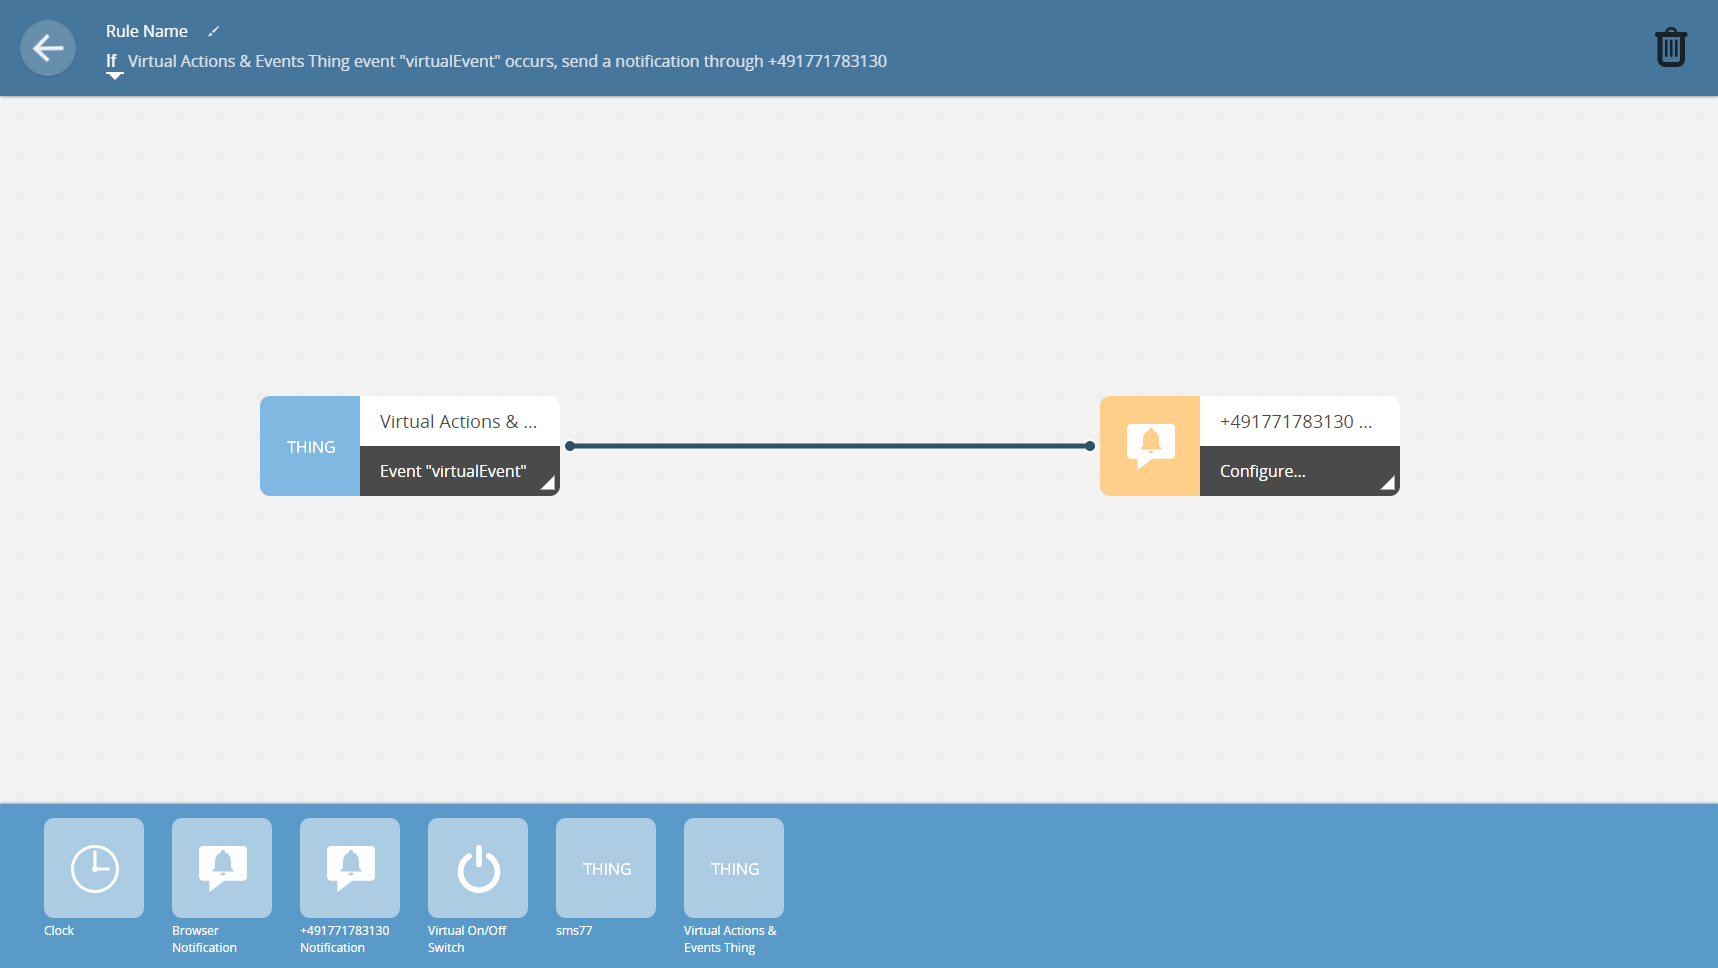 Rule Name
If Virtual Actions & Events Thing event "virtualEvent" occurs, send a notification through +491771783130
THING
Virtual Actions & ...
Event "virtualEvent"
+491771783130 ...
Configure...
Clock
Browser
Notification
+491771783130
Notification
Virtual On/Off
Switch
THING
sms77
THING
Virtual Actions &
Events Thing